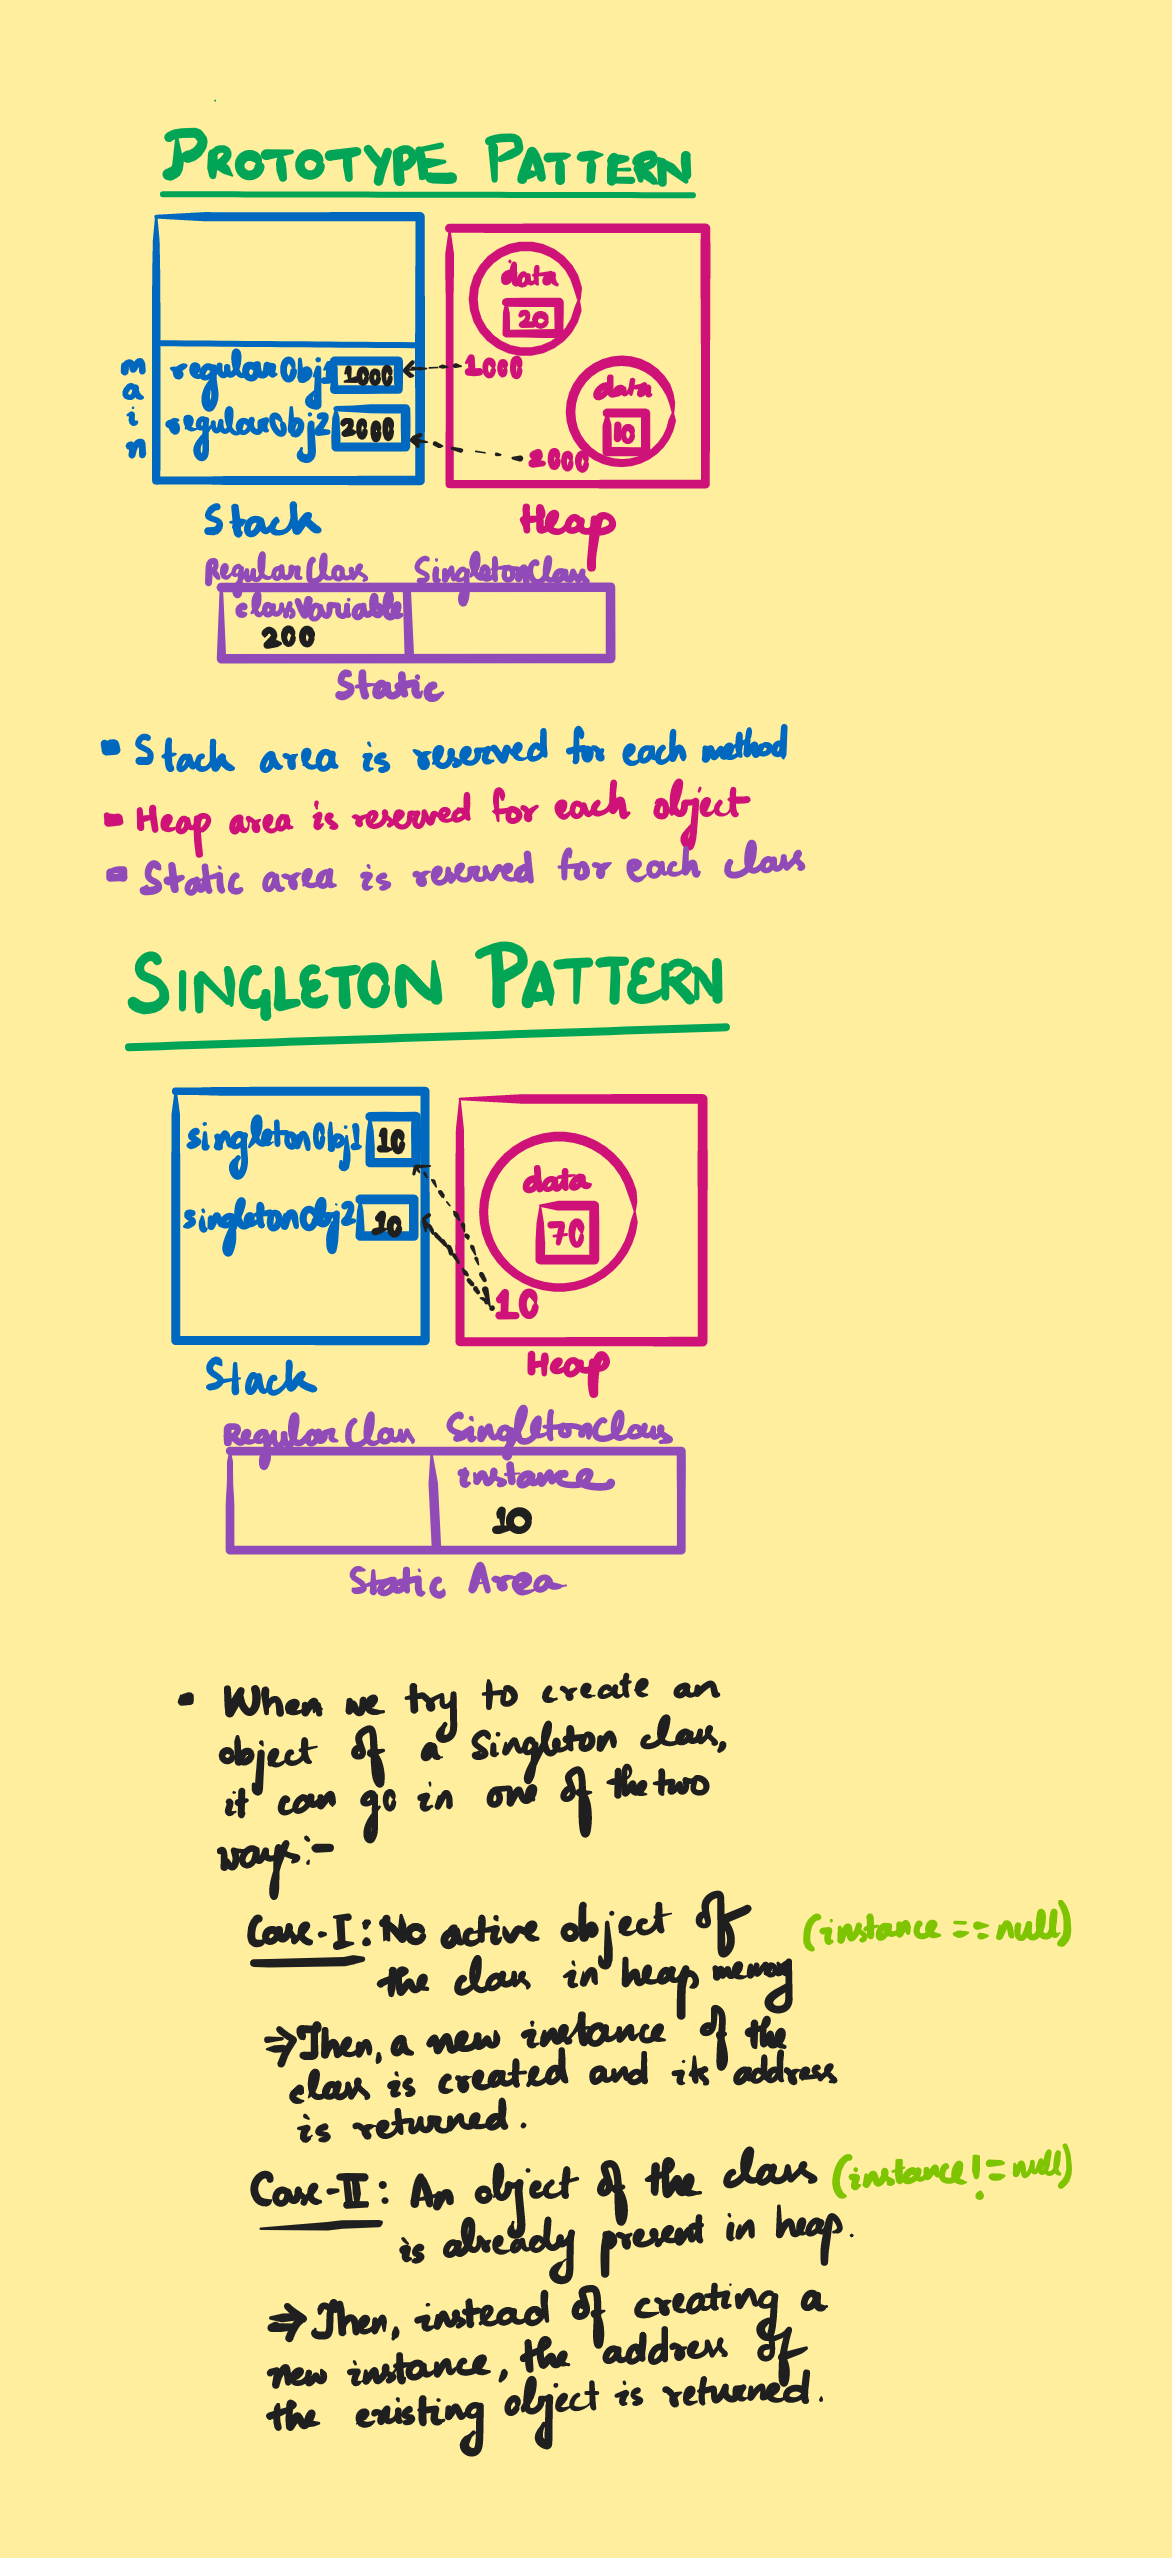 PROTOTYPE PATTERN
data
20
main
regularObj1 1000
1000
data
10
regularObj2 2000
2000
Stack
Heap
RegularClass SingletonClass
classVariable
200
Static
Stack area is reserved for each method
Heap area is reserved for each object
Static area is reserved for each class
SINGLETON PATTERN
singletonObj1 10
data
70
singletonObj2 10
10
Stack
Heap
RegularClass SingletonClass
instance
10
Static Area
- When we try to create an
object of a Singleton class,
it can go in one of the two
ways:-
Case-I: No active object of (instance == null)
the class in heap memory
⇒ Then, a new instance of the
class is created and its address
is returned.
Case-II: An object of the class (instance != null)
is already present in heap.
⇒ Then, instead of creating a
new instance, the address of
the existing object is returned.